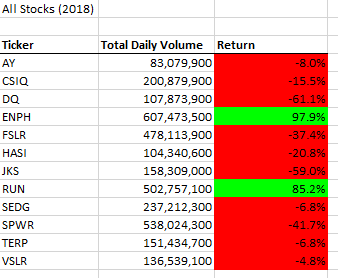 All Stocks (2018)
Ticker Total Daily Volume Return
AY 83,079,900 -8.0%
CSIQ 200,879,900 -15.5%
DQ 107,873,900 -61.1%
ENPH 607,473,500 97.9%
FSLR 478,113,900 -37.4%
HASI 104,340,600 -20.8%
JKS 158,309,000 -59.0%
RUN 502,757,100 85.2%
SEDG 237,212,300 -6.8%
SPWR 538,024,300 -41.7%
TERP 151,434,700 -6.8%
VSLR 136,539,100 -4.8%